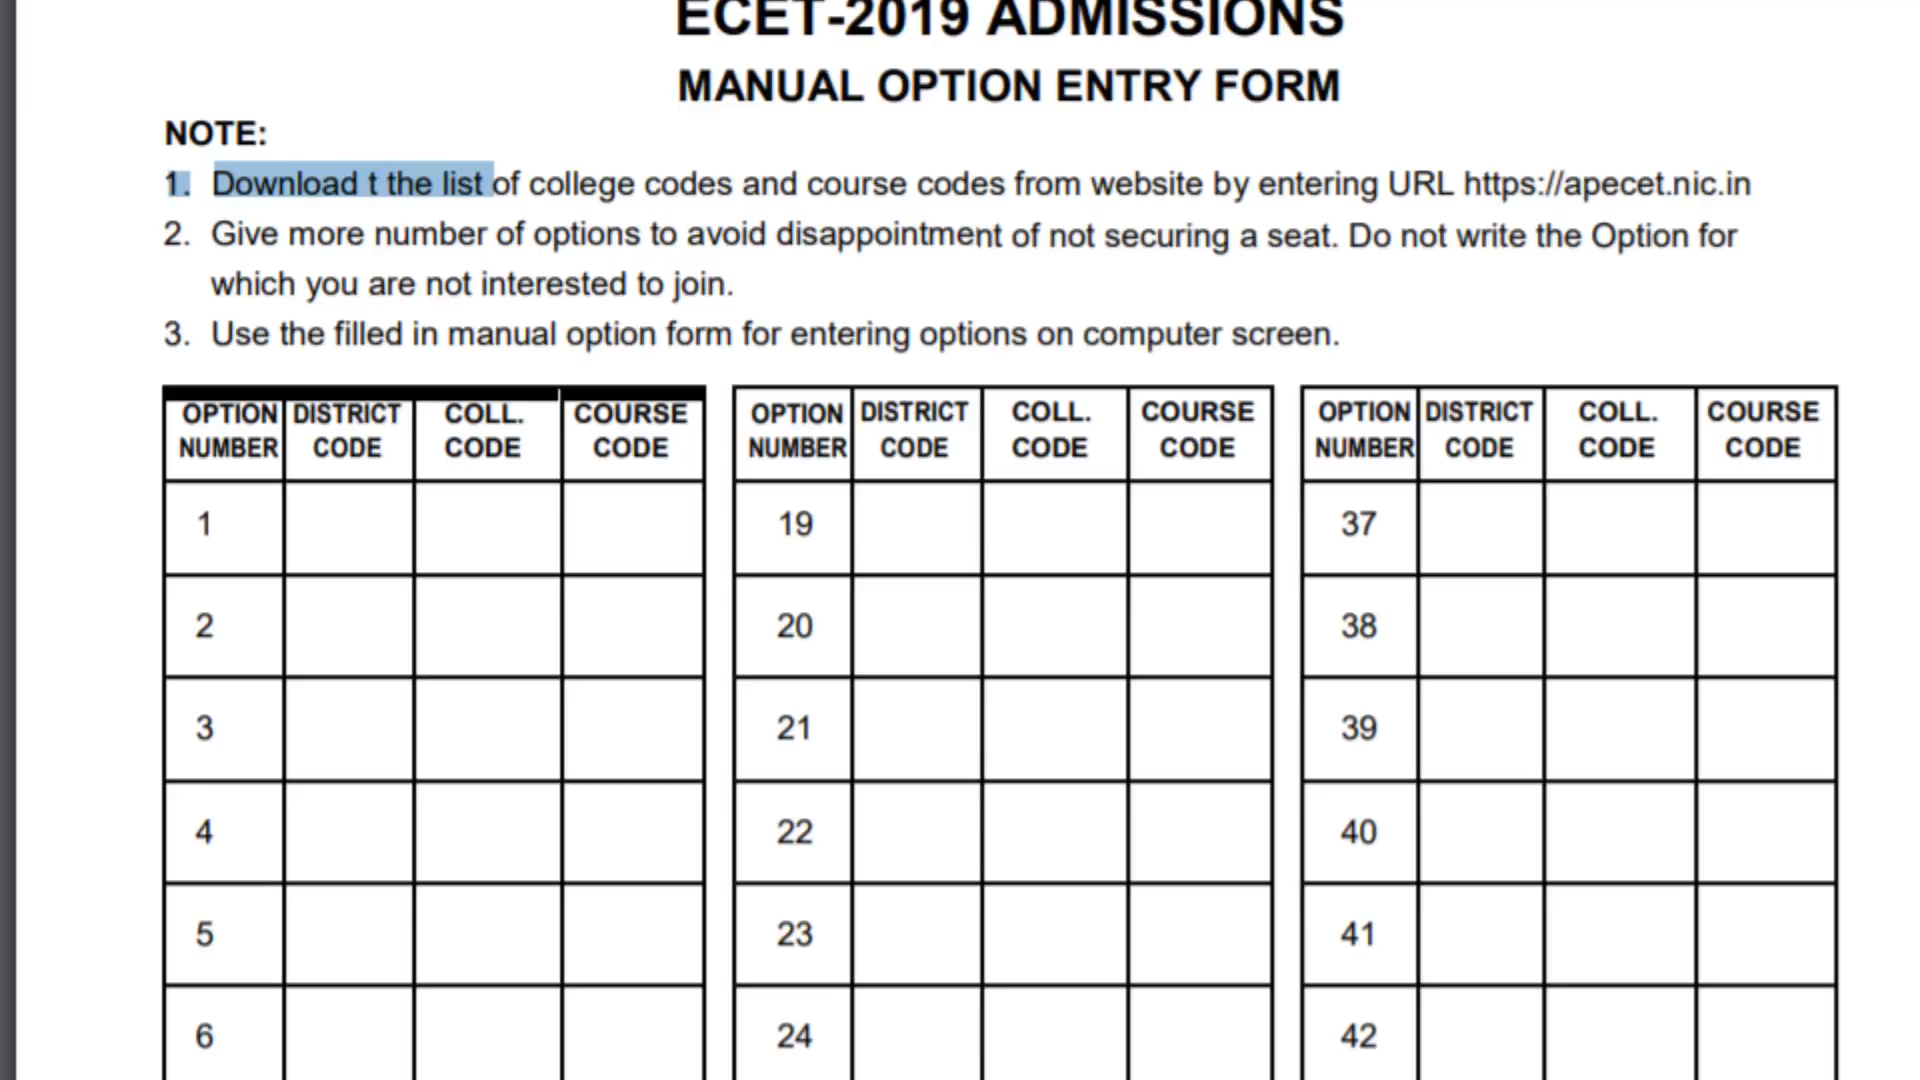 ECET-2019 ADMISSIONS
MANUAL OPTION ENTRY FORM
NOTE:
1. Download t the list of college codes and course codes from website by entering URL https://apecet.nic.in
2. Give more number of options to avoid disappointment of not securing a seat. Do not write the Option for
which you are not interested to join.
3. Use the filled in manual option form for entering options on computer screen.
OPTION DISTRICT COLL. COURSE OPTION DISTRICT COLL. COURSE OPTION DISTRICT COLL. COURSE
NUMBER CODE CODE CODE NUMBER CODE CODE CODE NUMBER CODE CODE CODE
1 19 37
2 20 38
3 21 39
4 22 40
5 23 41
6 24 42